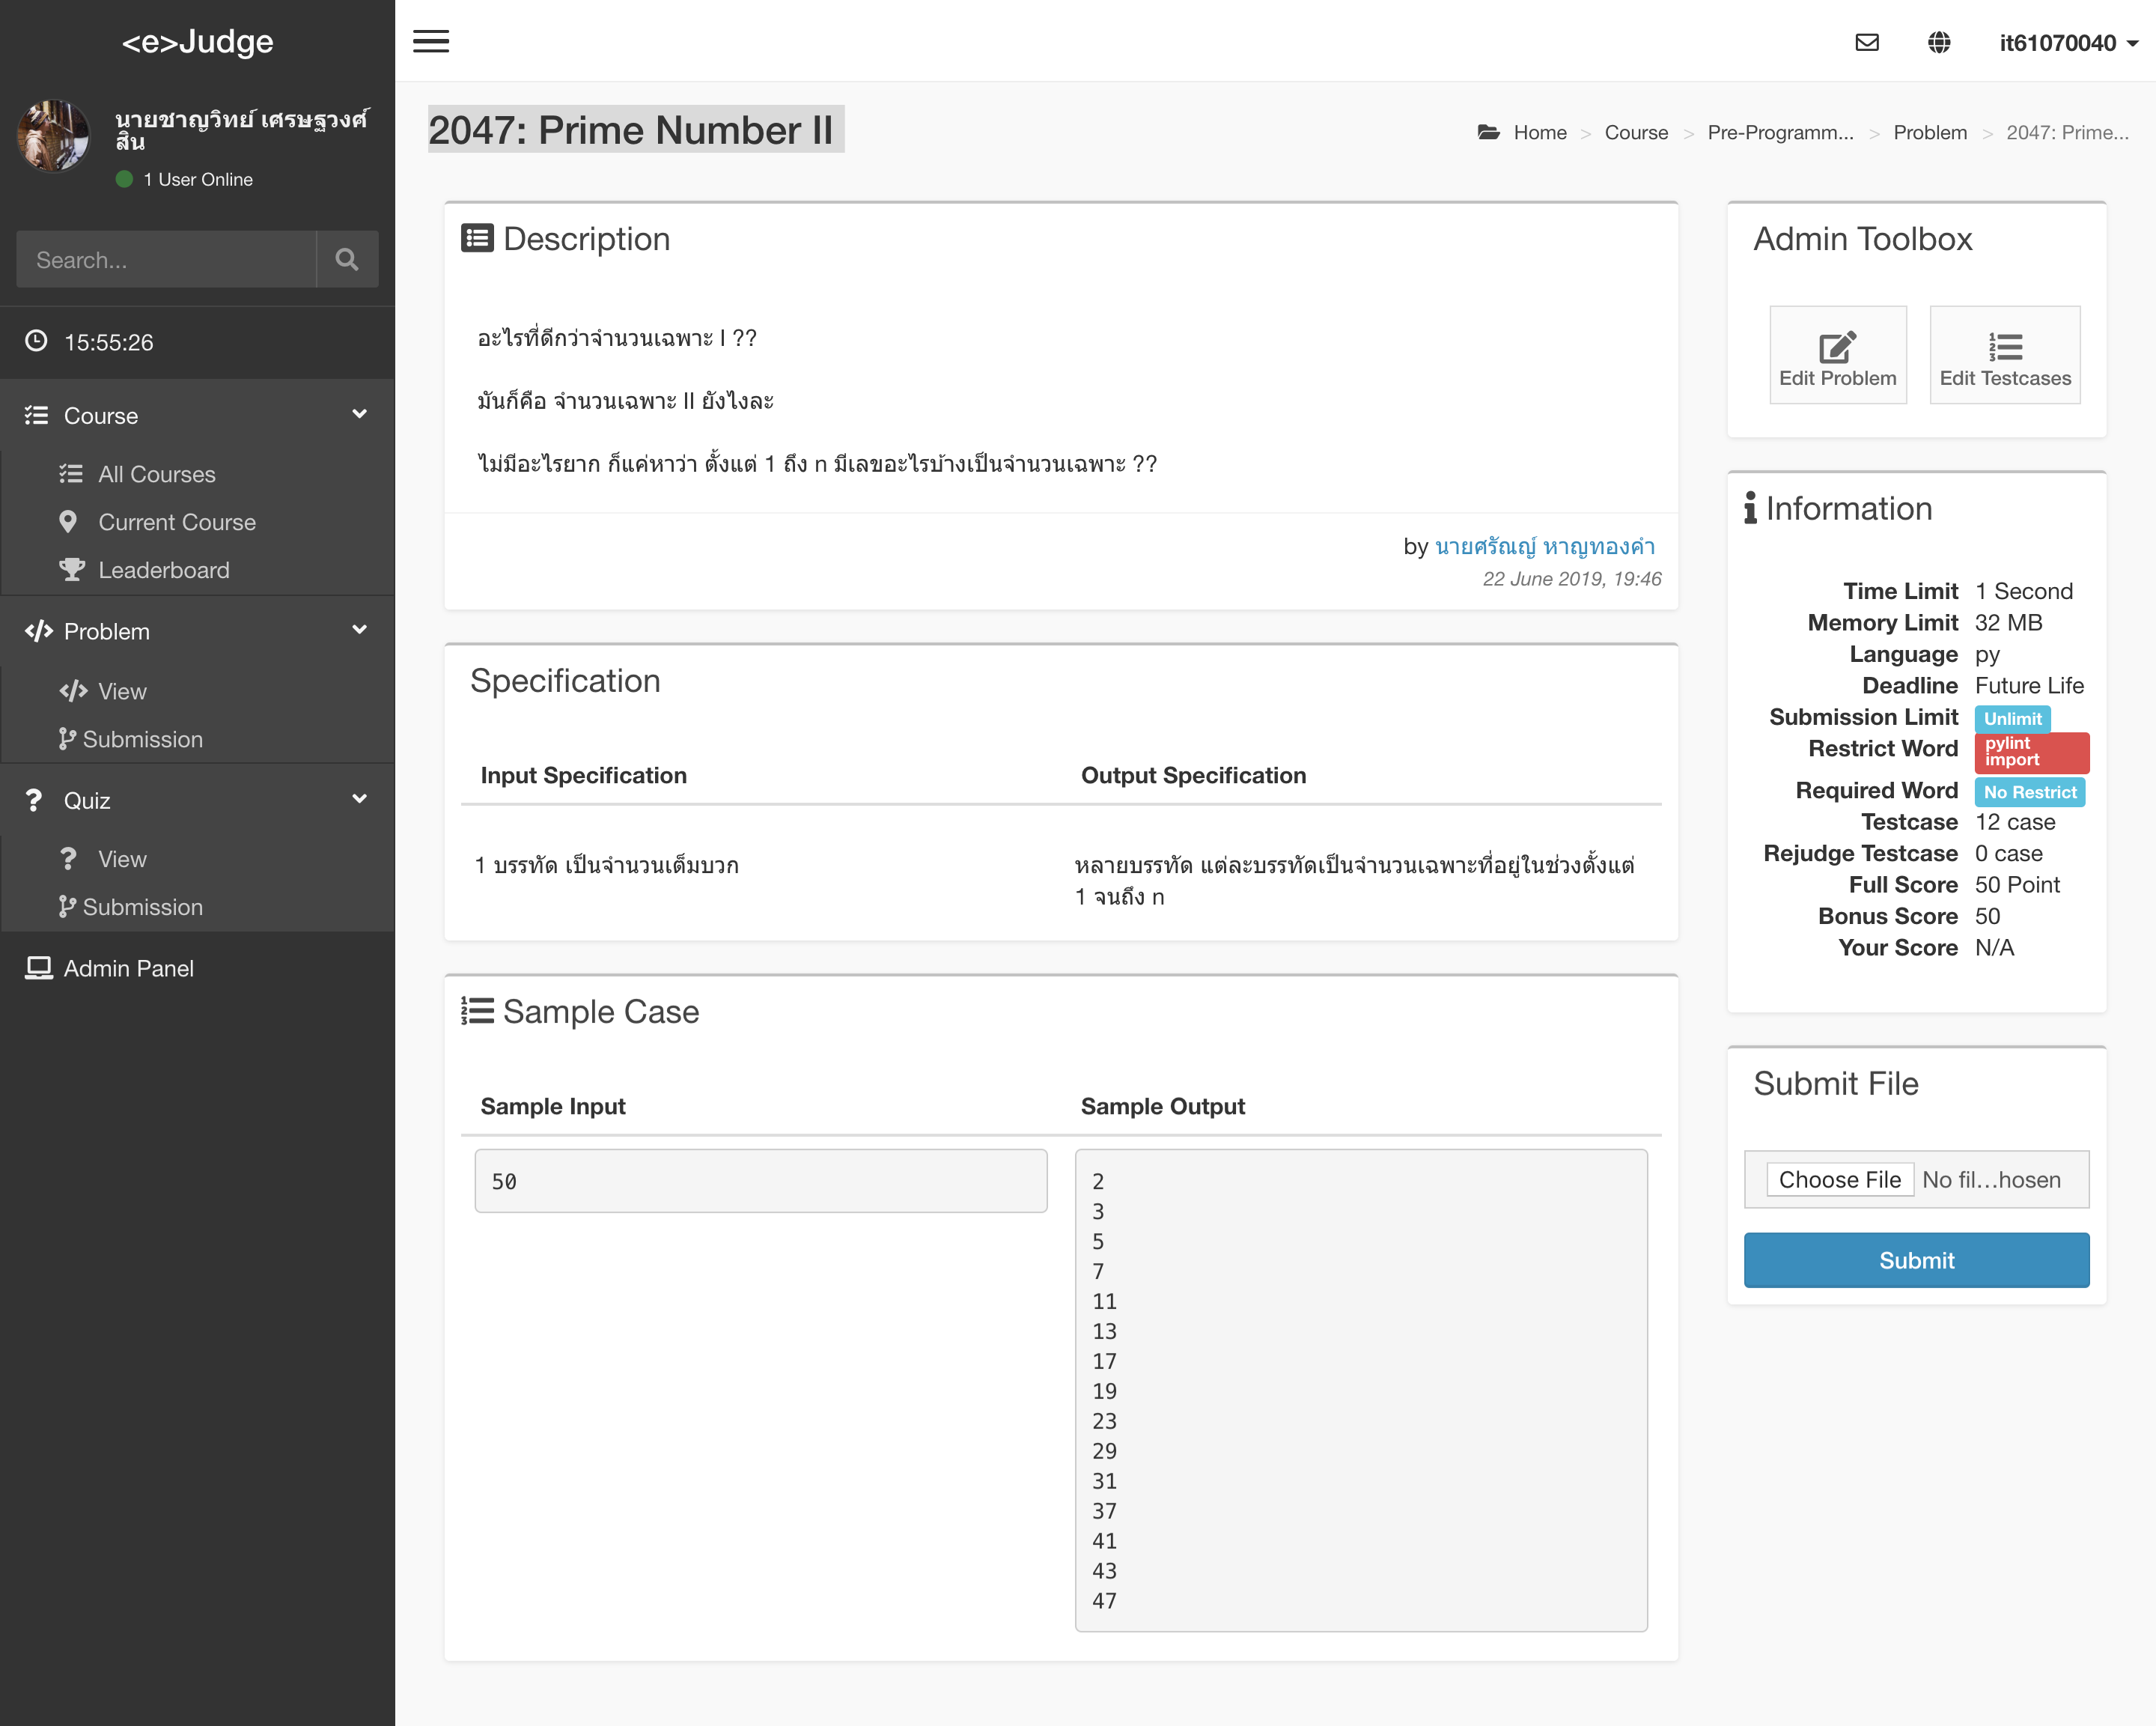 <e>Judge
it61070040
นายชาญวิทย์ เศรษฐวงศ์
สิน
1 User Online
Search...
15:55:26
Course
All Courses
Current Course
Leaderboard
Problem
View
Submission
Quiz
View
Submission
Admin Panel
2047: Prime Number II
Home > Course > Pre-Programm... > Problem > 2047: Prime...
Description
อะไรที่ดีกว่าจำนวนเฉพาะ I ??
มันก็คือ จำนวนเฉพาะ II ยังไงละ
ไม่มีอะไรยาก ก็แค่หาว่า ตั้งแต่ 1 ถึง n มีเลขอะไรบ้างเป็นจำนวนเฉพาะ ??
by นายศรัณญ์ หาญทองคำ
22 June 2019, 19:46
Specification
Input Specification
Output Specification
1 บรรทัด เป็นจำนวนเต็มบวก
หลายบรรทัด แต่ละบรรทัดเป็นจำนวนเฉพาะที่อยู่ในช่วงตั้งแต่
1 จนถึง n
Sample Case
Sample Input
Sample Output
50
2
3
5
7
11
13
17
19
23
29
31
37
41
43
47
Admin Toolbox
Edit Problem
Edit Testcases
Information
Time Limit 1 Second
Memory Limit 32 MB
Language py
Deadline Future Life
Submission Limit Unlimit
Restrict Word pylint
import
Required Word No Restrict
Testcase 12 case
Rejudge Testcase 0 case
Full Score 50 Point
Bonus Score 50
Your Score N/A
Submit File
Choose File No fil...hosen
Submit